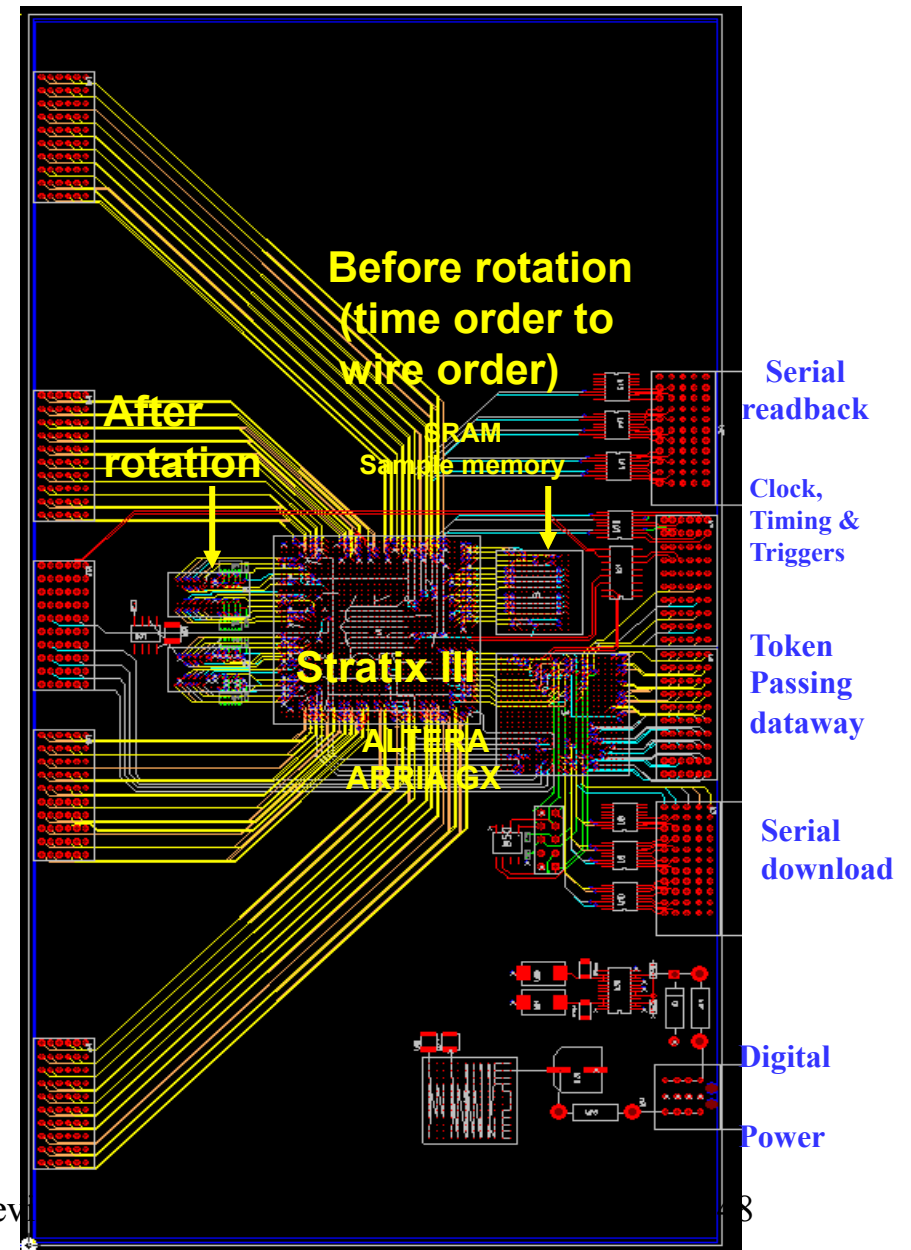 Before rotation
(time order to
wire order)
After
rotation
SRAM
Sample memory
Stratix III
ALTERA
ARRIA GX
Serial
readback
Clock,
Timing &
Triggers
Token
Passing
dataway
Serial
download
Digital
Power
8